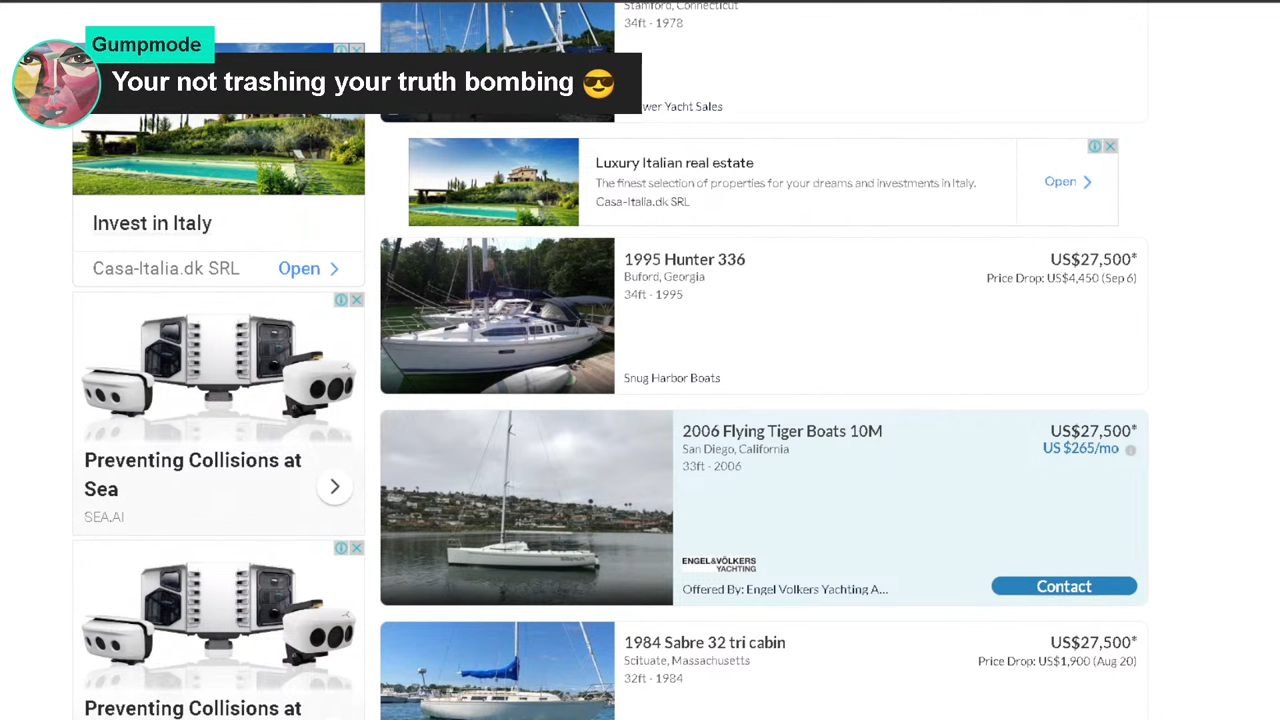 Gumpmode
Your not trashing your truth bombing 😎
Stamford, Connecticut
34ft - 1978
wer Yacht Sales
Invest in Italy
Casa-Italia.dk SRL
Open
Luxury Italian real estate
The finest selection of properties for your dreams and investments in Italy.
Casa-Italia.dk SRL
Open
1995 Hunter 336
US$27,500*
Buford, Georgia
Price Drop: US$4,450 (Sep 6)
34ft - 1995
Snug Harbor Boats
Preventing Collisions at
Sea
SEA.AI
2006 Flying Tiger Boats 10M
US$27,500*
San Diego, California
US $265/mo
33ft - 2006
ENGEL&VÖLKERS
YACHTING
Offered By: Engel Volkers Yachting A...
Contact
Preventing Collisions at
1984 Sabre 32 tri cabin
US$27,500*
Scituate, Massachusetts
Price Drop: US$1,900 (Aug 20)
32ft - 1984